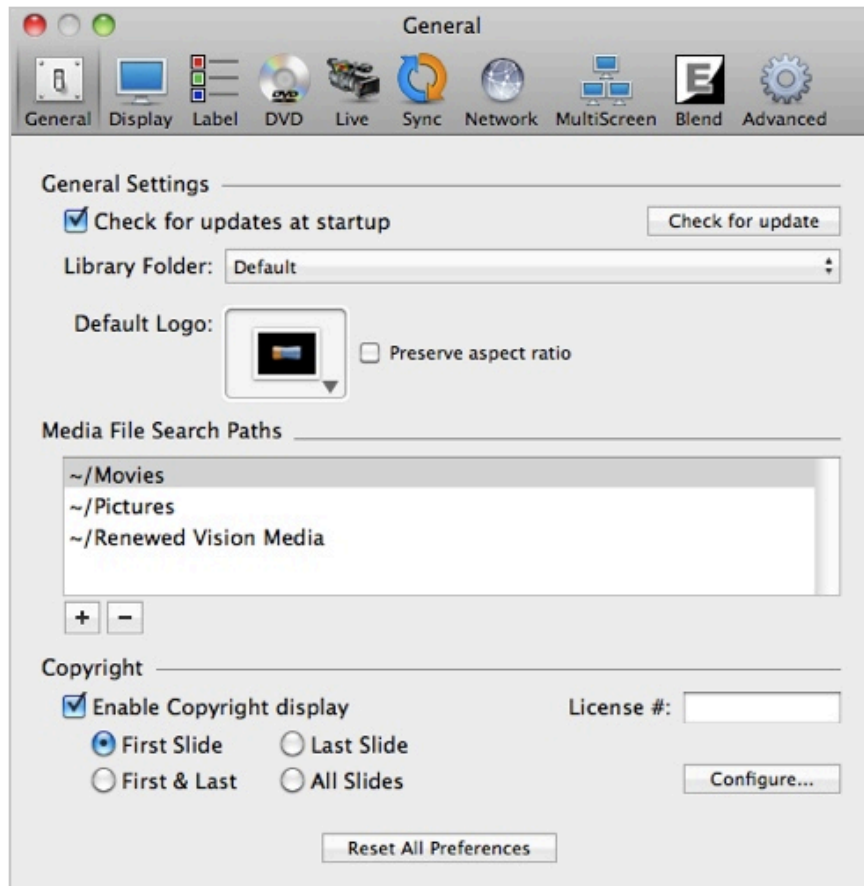 General
General Display Label DVD Live Sync Network MultiScreen Blend Advanced
General Settings
Check for updates at startup Check for update
Library Folder: Default
Default Logo: Preserve aspect ratio
Media File Search Paths
~/Movies
~/Pictures
~/Renewed Vision Media
+ −
Copyright
Enable Copyright display License #:
First Slide Last Slide
First & Last All Slides Configure...
Reset All Preferences